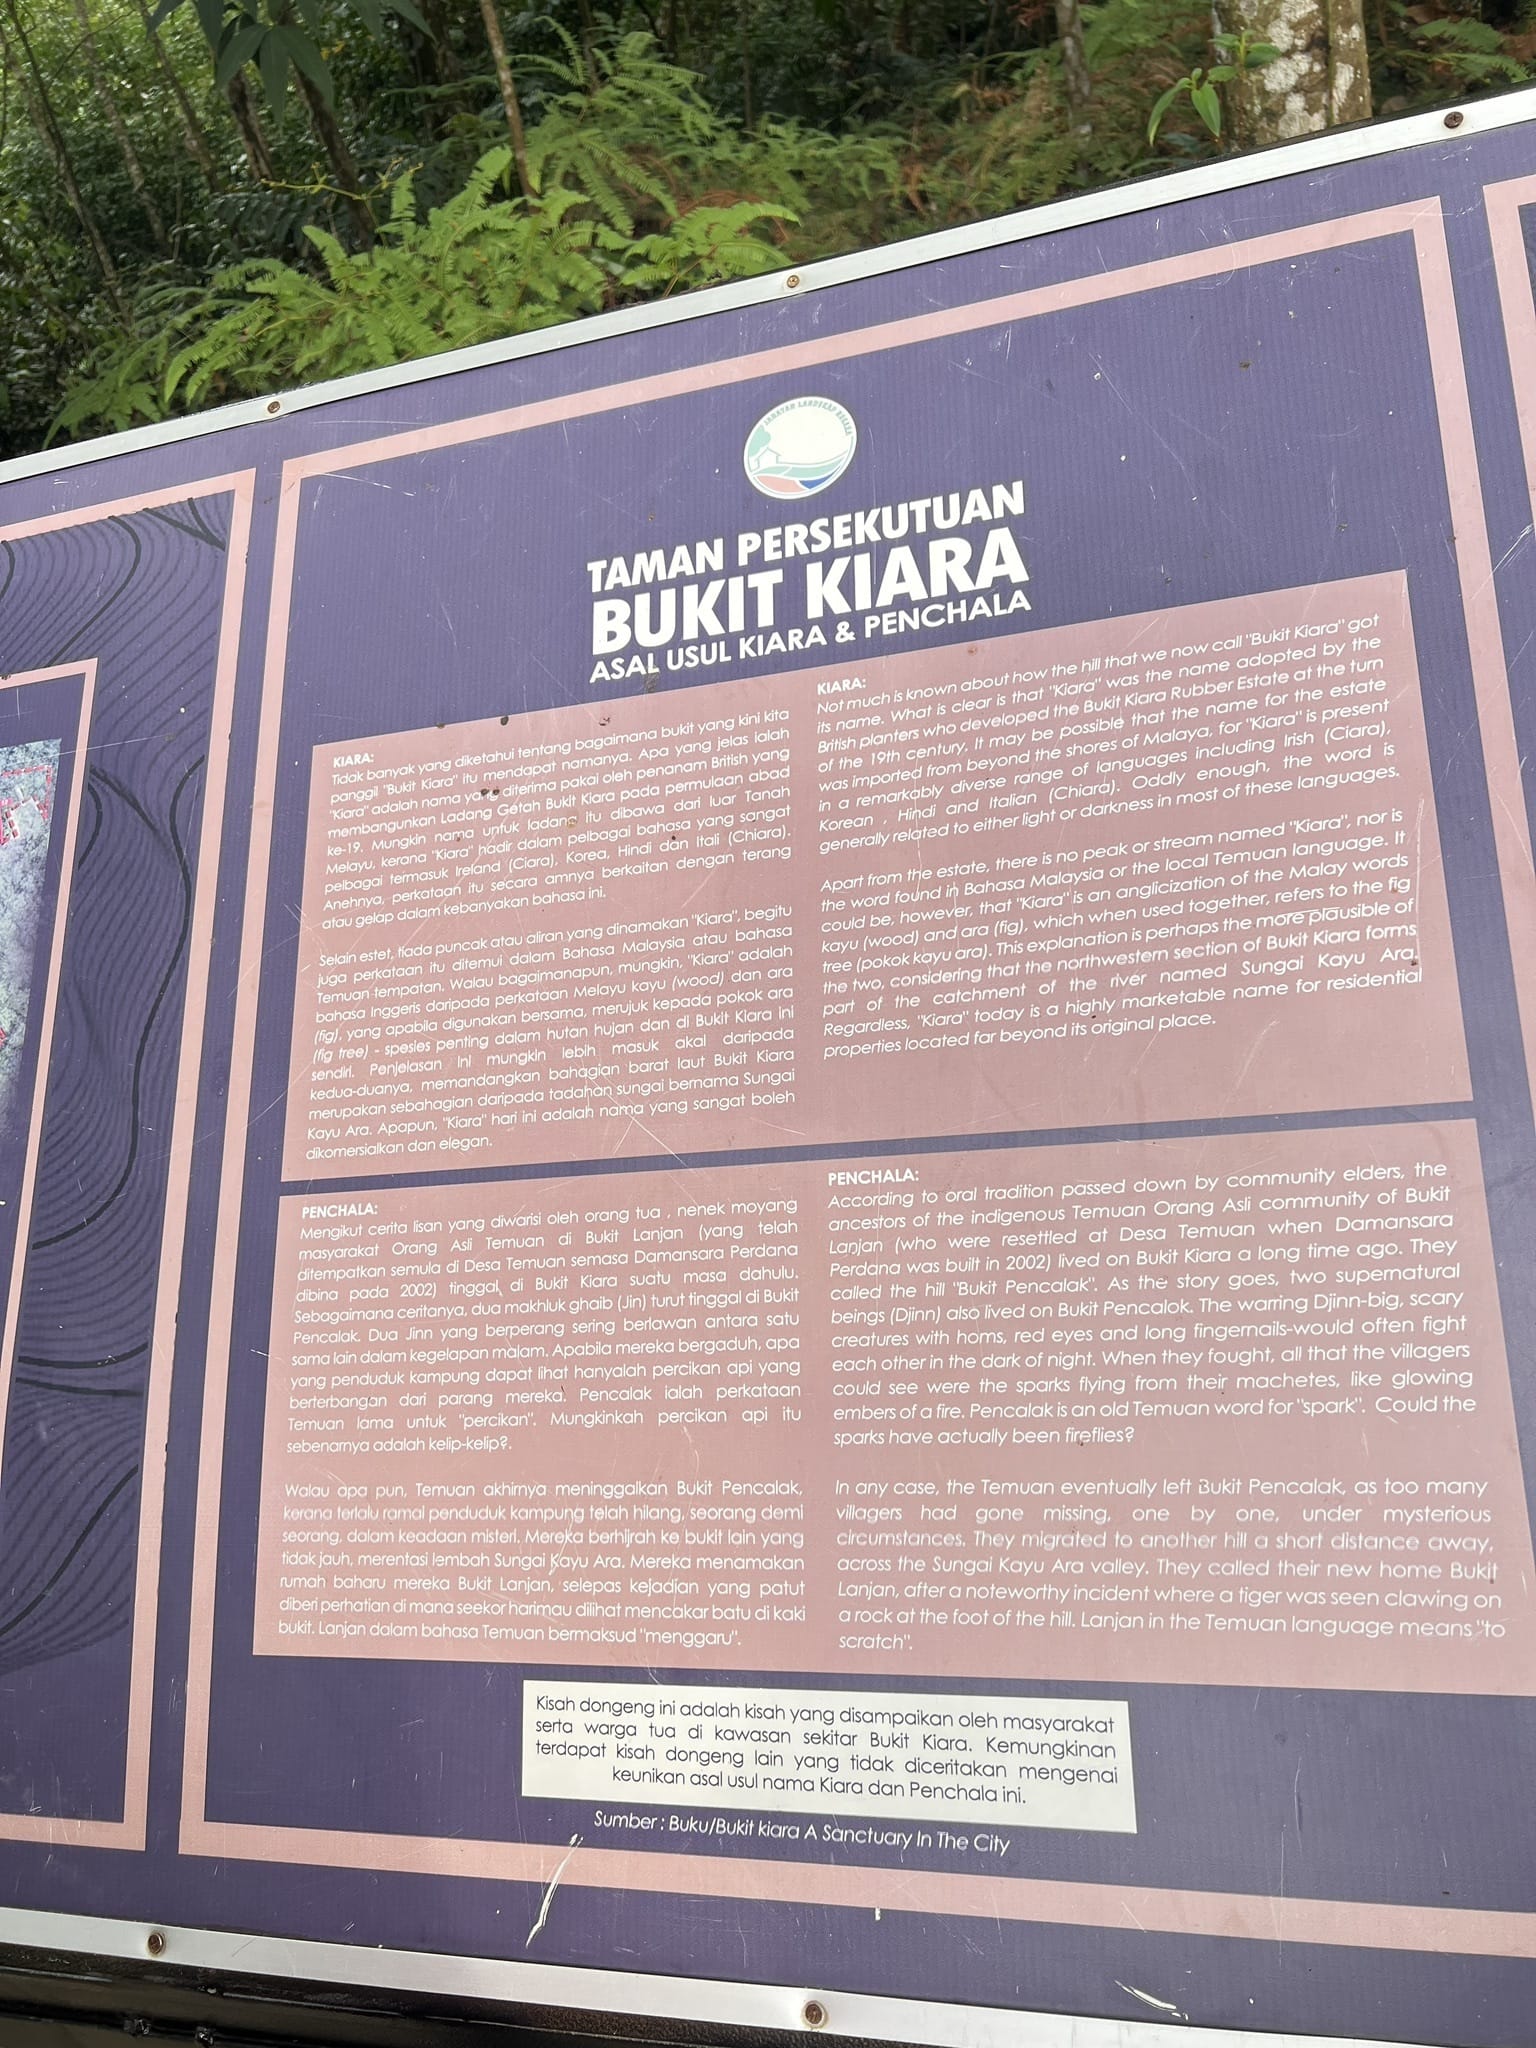 JABATAN LANDSKAP NEGARA
TAMAN PERSEKUTUAN
BUKIT KIARA
ASAL USUL KIARA & PENCHALA
KIARA:
Tidak banyak yang diketahui tentang bagaimana bukit yang kini kita
panggil "Bukit Kiara" itu mendapat namanya. Apa yang jelas ialah
"Kiara" adalah nama yang diterima pakai oleh penanam British yang
membangunkan Ladang Getah Bukit Kiara pada permulaan abad
ke-19. Mungkin nama untuk ladang itu dibawa dari luar Tanah
Melayu, kerana "Kiara" hadir dalam pelbagai bahasa yang sangat
pelbagai termasuk Ireland (Ciara), Korea, Hindi dan Itali (Chiara).
Anehnya, perkataan itu secara amnya berkaitan dengan terang
atau gelap dalam kebanyakan bahasa ini.
Selain estet, tiada puncak atau aliran yang dinamakan "Kiara", begitu
juga perkataan itu ditemui dalam Bahasa Malaysia atau bahasa
Temuan tempatan. Walau bagaimanapun, mungkin, "Kiara" adalah
bahasa Inggeris daripada perkataan Melayu kayu (wood) dan ara
(fig), yang apabila digunakan bersama, merujuk kepada pokok ara
(fig tree) - spesies penting dalam hutan hujan dan di Bukit Kiara ini
sendiri. Penjelasan ini mungkin lebih masuk akal daripada
kedua-duanya, memandangkan bahagian barat laut Bukit Kiara
merupakan sebahagian daripada tadahan sungai bernama Sungai
Kayu Ara. Apapun, "Kiara" hari ini adalah nama yang sangat boleh
dikomersialkan dan elegan.
KIARA:
Not much is known about how the hill that we now call "Bukit Kiara" got
its name. What is clear is that "Kiara" was the name adopted by the
British planters who developed the Bukit Kiara Rubber Estate at the turn
of the 19th century. It may be possible that the name for the estate
was imported from beyond the shores of Malaya, for "Kiara" is present
in a remarkably diverse range of languages including Irish (Ciara),
Korean , Hindi and Italian (Chiara). Oddly enough, the word is
generally related to either light or darkness in most of these languages.
Apart from the estate, there is no peak or stream named "Kiara", nor is
the word found in Bahasa Malaysia or the local Temuan language. It
could be, however, that "Kiara" is an anglicization of the Malay words
kayu (wood) and ara (fig), which when used together, refers to the fig
tree (pokok kayu ara). This explanation is perhaps the more plausible of
the two, considering that the northwestern section of Bukit Kiara forms
part of the catchment of the river named Sungai Kayu Ara.
Regardless, "Kiara" today is a highly marketable name for residential
properties located far beyond its original place.
PENCHALA:
Mengikut cerita lisan yang diwarisi oleh orang tua , nenek moyang
masyarakat Orang Asli Temuan di Bukit Lanjan (yang telah
ditempatkan semula di Desa Temuan semasa Damansara Perdana
dibina pada 2002) tinggal di Bukit Kiara suatu masa dahulu.
Sebagaimana ceritanya, dua makhluk ghaib (Jin) turut tinggal di Bukit
Pencalak. Dua Jinn yang berperang sering berlawan antara satu
sama lain dalam kegelapan malam. Apabila mereka bergaduh, apa
yang penduduk kampung dapat lihat hanyalah percikan api yang
berterbangan dari parang mereka. Pencalak ialah perkataan
Temuan lama untuk "percikan". Mungkinkah percikan api itu
sebenarnya adalah kelip-kelip?.
Walau apa pun, Temuan akhirnya meninggalkan Bukit Pencalak,
kerana terlalu ramai penduduk kampung telah hilang, seorang demi
seorang, dalam keadaan misteri. Mereka berhijrah ke bukit lain yang
tidak jauh, merentasi lembah Sungai Kayu Ara. Mereka menamakan
rumah baharu mereka Bukit Lanjan, selepas kejadian yang patut
diberi perhatian di mana seekor harimau dilihat mencakar batu di kaki
bukit. Lanjan dalam bahasa Temuan bermaksud "menggaru".
PENCHALA:
According to oral tradition passed down by community elders, the
ancestors of the indigenous Temuan Orang Asli community of Bukit
Lanjan (who were resettled at Desa Temuan when Damansara
Perdana was built in 2002) lived on Bukit Kiara a long time ago. They
called the hill "Bukit Pencalak". As the story goes, two supernatural
beings (Djinn) also lived on Bukit Pencalok. The warring Djinn-big, scary
creatures with horns, red eyes and long fingernails-would often fight
each other in the dark of night. When they fought, all that the villagers
could see were the sparks flying from their machetes, like glowing
embers of a fire. Pencalak is an old Temuan word for "spark". Could the
sparks have actually been fireflies?
In any case, the Temuan eventually left Bukit Pencalak, as too many
villagers had gone missing, one by one, under mysterious
circumstances. They migrated to another hill a short distance away,
across the Sungai Kayu Ara valley. They called their new home Bukit
Lanjan, after a noteworthy incident where a tiger was seen clawing on
a rock at the foot of the hill. Lanjan in the Temuan language means "to
scratch".
Kisah dongeng ini adalah kisah yang disampaikan oleh masyarakat
serta warga tua di kawasan sekitar Bukit Kiara. Kemungkinan
terdapat kisah dongeng lain yang tidak diceritakan mengenai
keunikan asal usul nama Kiara dan Penchala ini.
Sumber : Buku/Bukit kiara A Sanctuary In The City